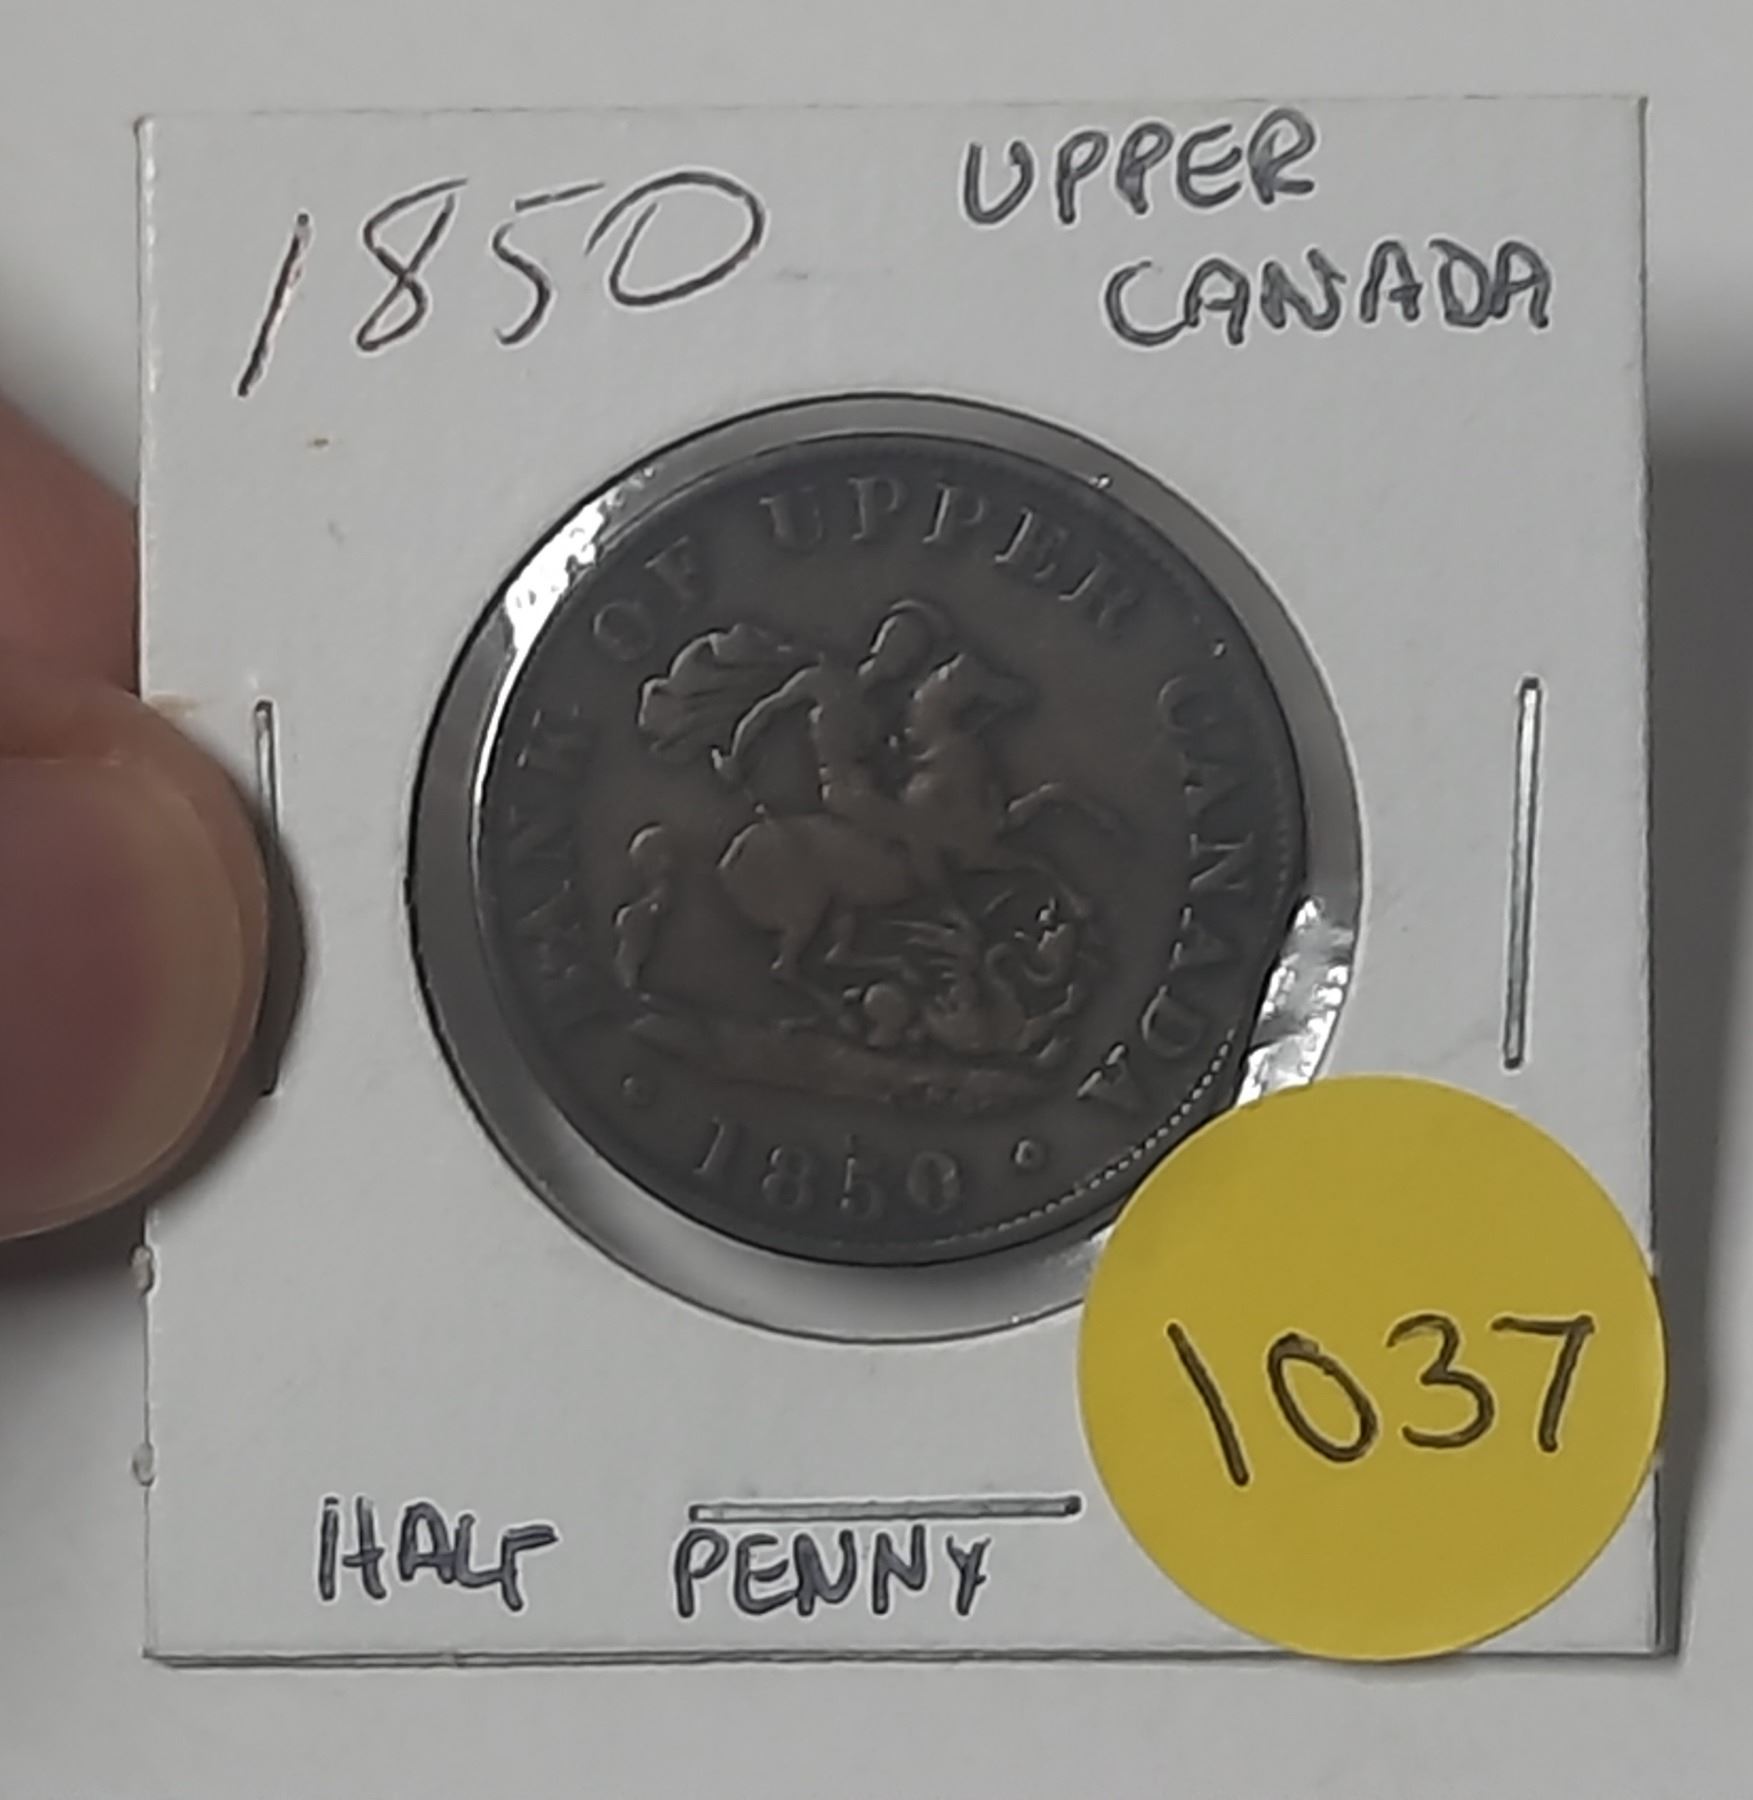 1850
UPPER
CANADA
BANK OF UPPER CANADA
1850
1037
HALF PENNY